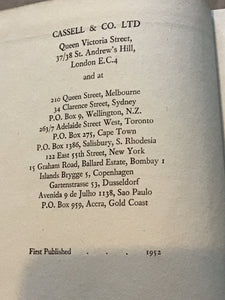 CASSELL & CO. LTD
Queen Victoria Street,
37/38 St. Andrew's Hill,
London E.C.4
and at
210 Queen Street, Melbourne
34 Clarence Street, Sydney
P.O. Box 9, Wellington, N.Z.
263/7 Adelaide Street West, Toronto
P.O. Box 275, Cape Town
P.O. Box 1386, Salisbury, S. Rhodesia
122 East 55th Street, New York
15 Graham Road, Ballard Estate, Bombay 1
Islands Brygge 5, Copenhagen
Gartenstrasse 53, Dusseldorf
Avenida 9 de Julho 1138, Sao Paulo
P.O. Box 959, Accra, Gold Coast
First Published . . . 1952